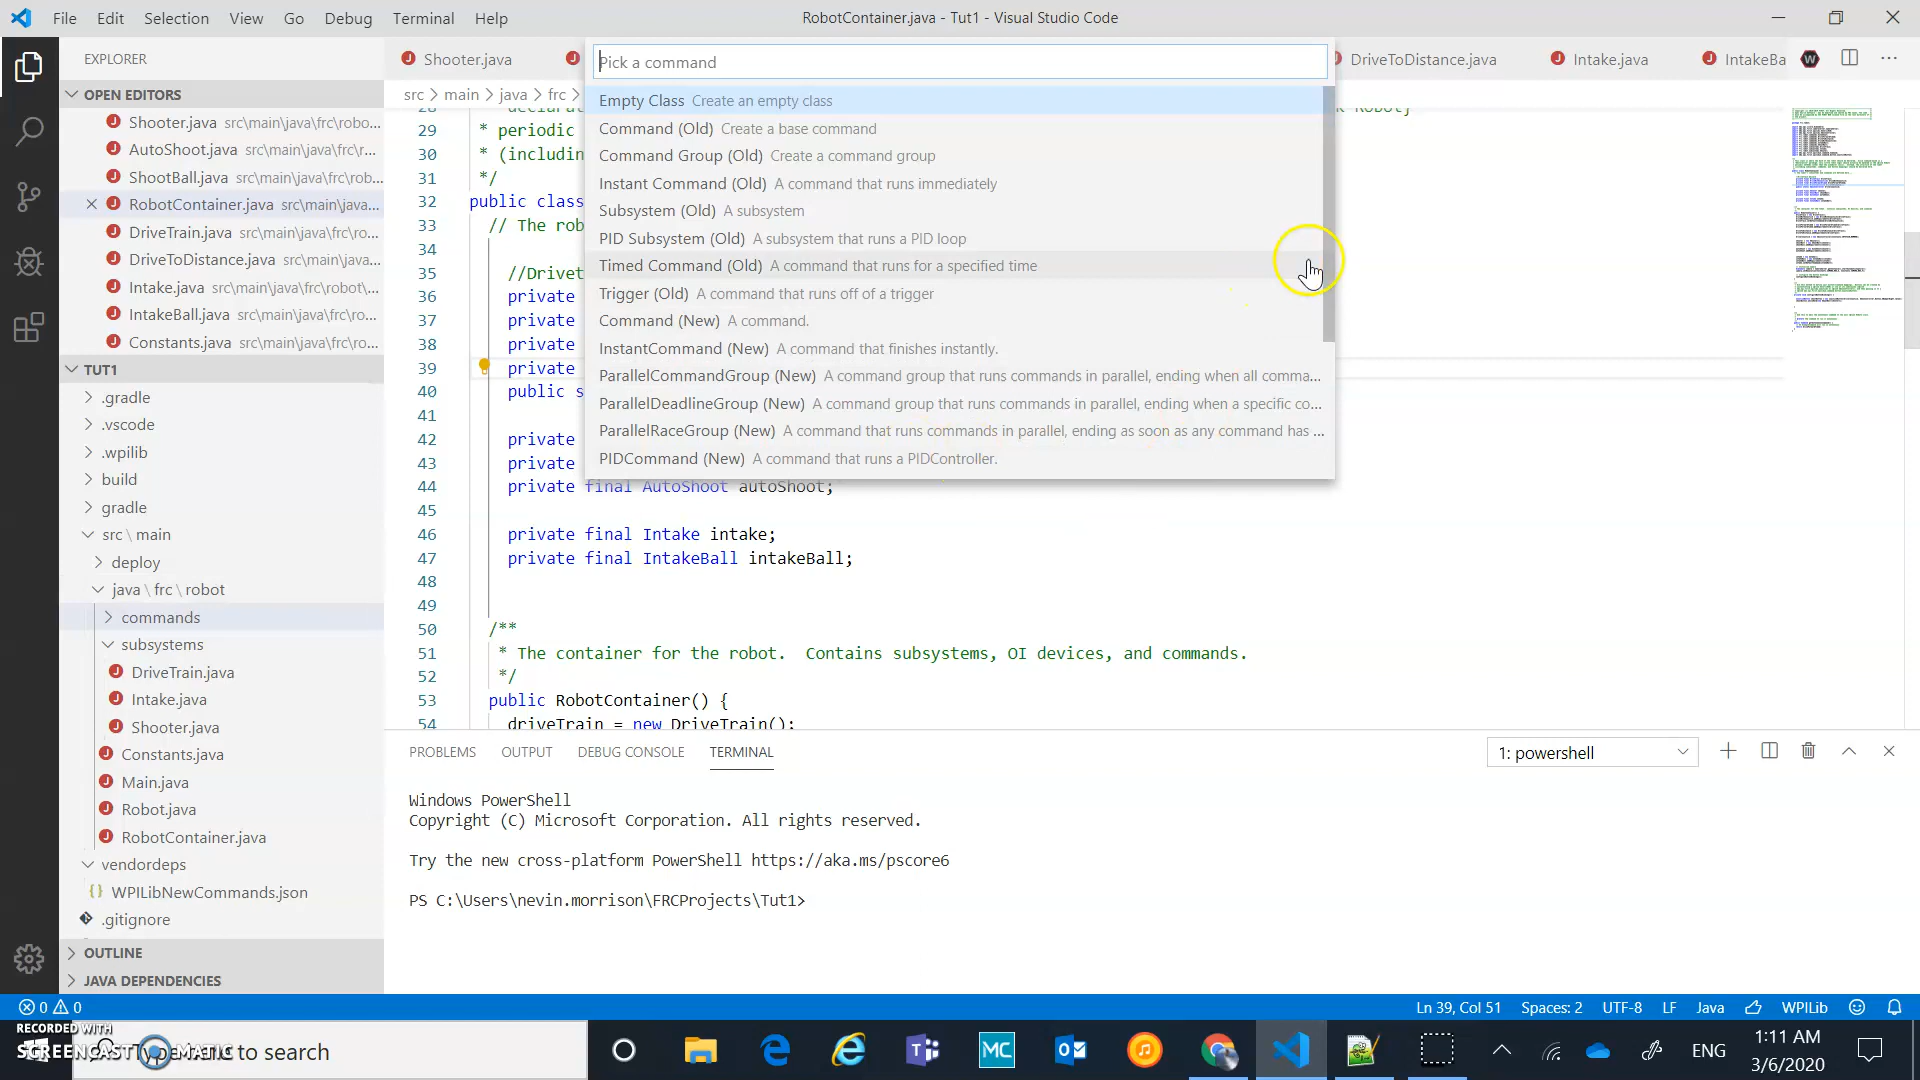 File Edit Selection View Go Debug Terminal Help
RobotContainer.java - Tut1 - Visual Studio Code
EXPLORER
OPEN EDITORS
Shooter.java src\main\java\frc\robo...
AutoShoot.java src\main\java\frc\r...
ShootBall.java src\main\java\frc\rob...
RobotContainer.java src\main\java...
DriveTrain.java src\main\java\frc\ro...
DriveToDistance.java src\main\java...
Intake.java src\main\java\frc\robot\...
IntakeBall.java src\main\java\frc\ro...
Constants.java src\main\java\frc\ro...
TUT1
.gradle
.vscode
.wpilib
build
gradle
src \ main
deploy
java \ frc \ robot
commands
subsystems
DriveTrain.java
Intake.java
Shooter.java
Constants.java
Main.java
Robot.java
RobotContainer.java
vendordeps
WPILibNewCommands.json
.gitignore
OUTLINE
JAVA DEPENDENCIES
Shooter.java
DriveToDistance.java
Intake.java
IntakeBa
src > main > java > frc >
Pick a command
Empty Class Create an empty class
Command (Old) Create a base command
Command Group (Old) Create a command group
Instant Command (Old) A command that runs immediately
Subsystem (Old) A subsystem
PID Subsystem (Old) A subsystem that runs a PID loop
Timed Command (Old) A command that runs for a specified time
Trigger (Old) A command that runs off of a trigger
Command (New) A command.
InstantCommand (New) A command that finishes instantly.
ParallelCommandGroup (New) A command group that runs commands in parallel, ending when all comma...
ParallelDeadlineGroup (New) A command group that runs commands in parallel, ending when a specific co...
ParallelRaceGroup (New) A command that runs commands in parallel, ending as soon as any command has ...
PIDCommand (New) A command that runs a PIDController.
29 * periodic
30 * (includin
31 */
32 public class
33 // The rob
34
35 //Drivet
36 private
37 private
38 private
39 private
40 public s
41
42 private
43 private
44 private final AutoShoot autoShoot;
45
46 private final Intake intake;
47 private final IntakeBall intakeBall;
48
49
50 /**
51 * The container for the robot. Contains subsystems, OI devices, and commands.
52 */
53 public RobotContainer() {
54 driveTrain = new DriveTrain();
PROBLEMS OUTPUT DEBUG CONSOLE TERMINAL
1: powershell
Windows PowerShell
Copyright (C) Microsoft Corporation. All rights reserved.
Try the new cross-platform PowerShell https://aka.ms/pscore6
PS C:\Users\nevin.morrison\FRCProjects\Tut1>
0 0
Ln 39, Col 51 Spaces: 2 UTF-8 LF Java WPILib
RECORDED WITH
SCREENCAST MATIC
Type here to search
MC
ENG
1:11 AM
3/6/2020